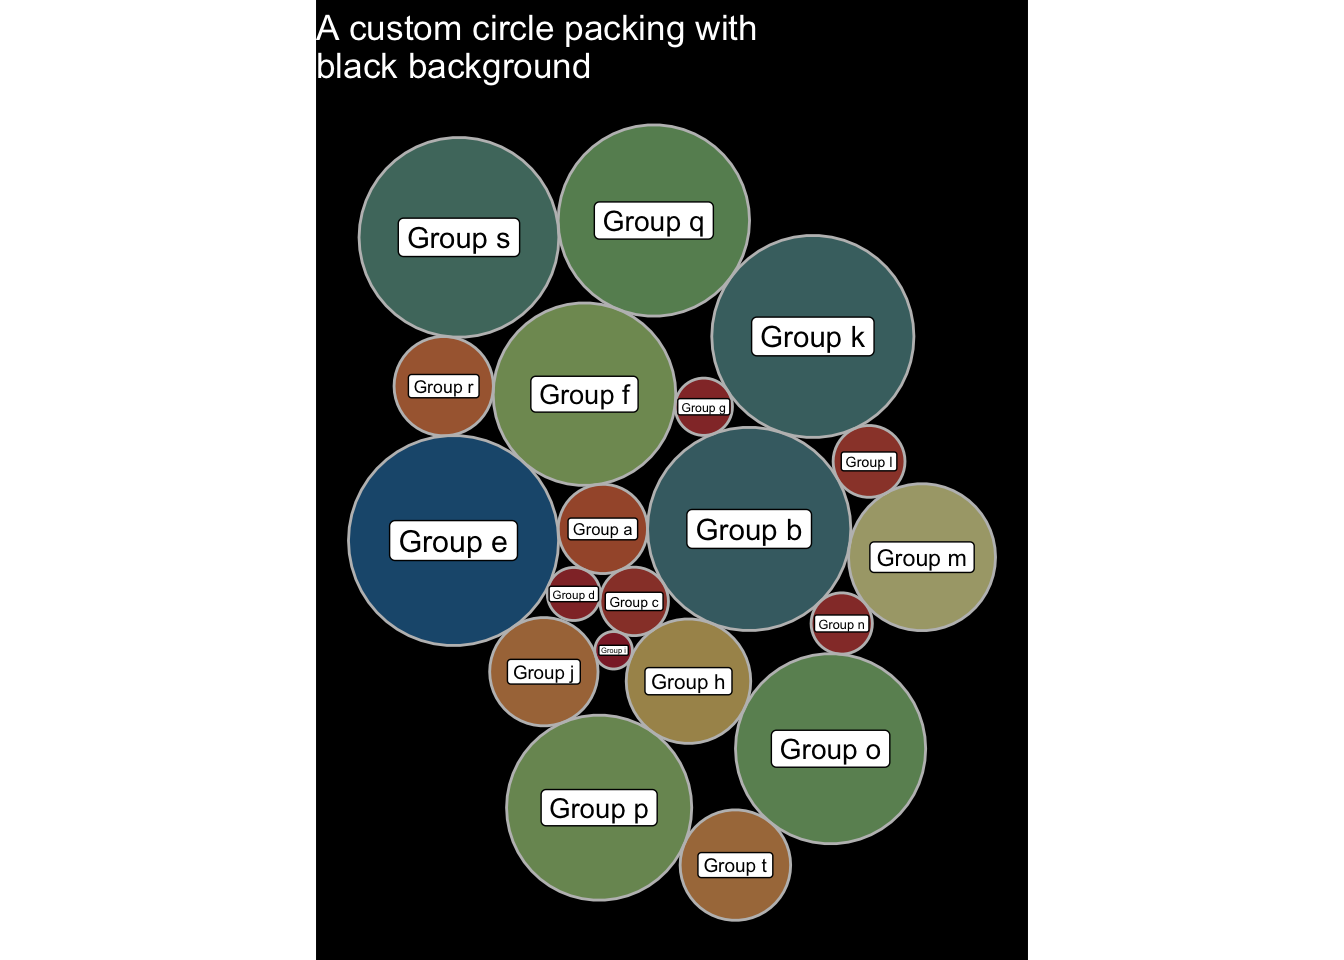 A custom circle packing with
black background
Group s
Group q
Group k
Group r
Group f
Group g
Group l
Group e
Group a
Group b
Group m
Group d
Group c
Group n
Group i
Group j
Group h
Group o
Group p
Group t